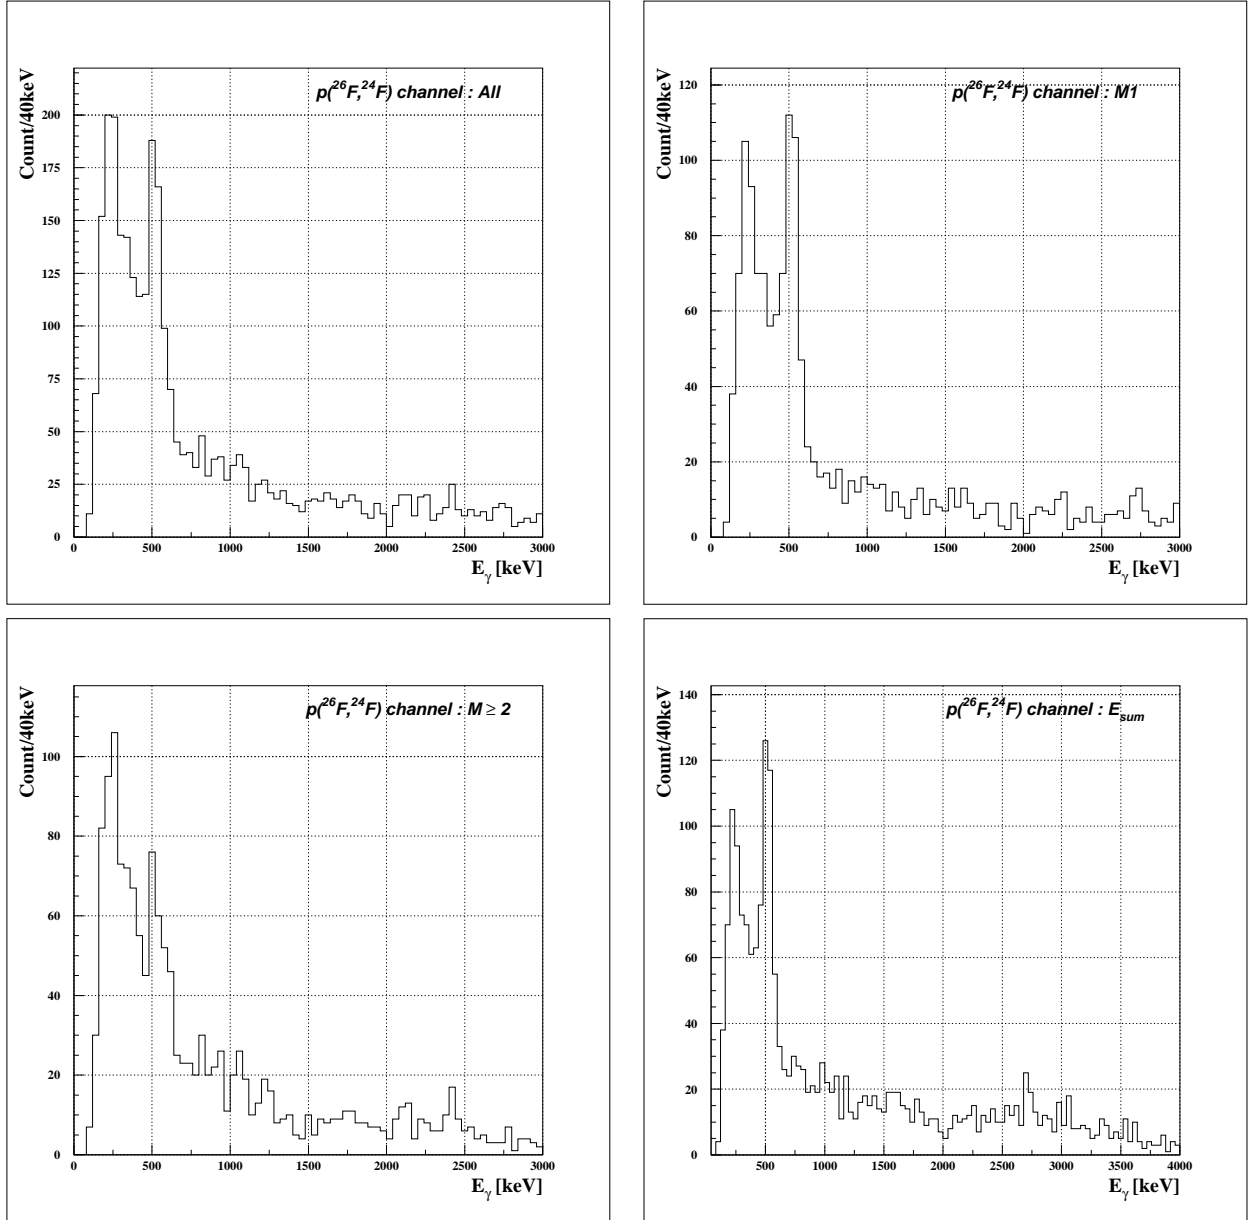 p(²⁶F,²⁴F) channel : All
Count/40keV
200
175
150
125
100
75
50
25
0
0 500 1000 1500 2000 2500 3000
Eγ [keV]
p(²⁶F,²⁴F) channel : M1
Count/40keV
120
100
80
60
40
20
0
0 500 1000 1500 2000 2500 3000
Eγ [keV]
p(²⁶F,²⁴F) channel : M ≥ 2
Count/40keV
100
80
60
40
20
0
0 500 1000 1500 2000 2500 3000
Eγ [keV]
p(²⁶F,²⁴F) channel : E_sum
Count/40keV
140
120
100
80
60
40
20
0
500 1000 1500 2000 2500 3000 3500 4000
Eγ [keV]